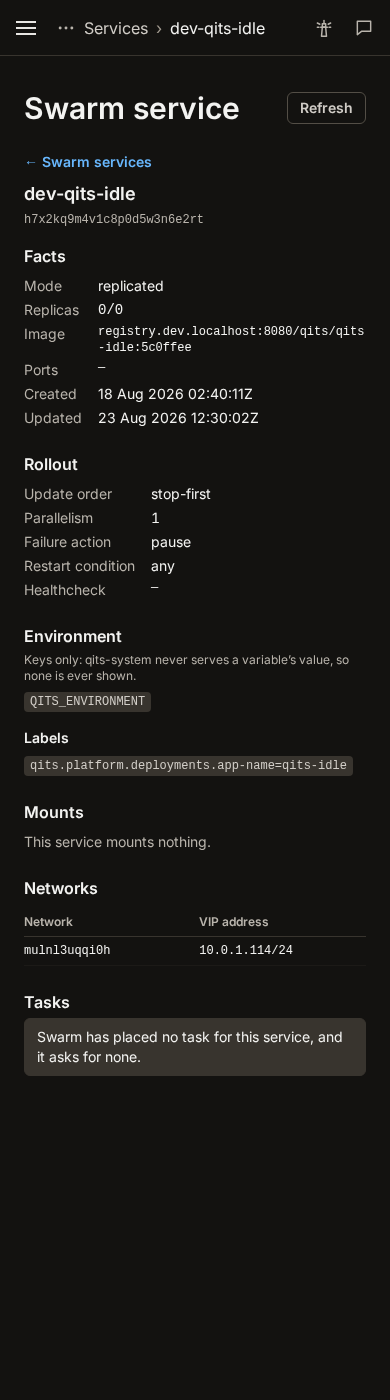 ··· Services › dev-qits-idle
Swarm service
Refresh
← Swarm services
dev-qits-idle
h7x2kq9m4v1c8p0d5w3n6e2rt
Facts
Mode replicated
Replicas 0/0
Image registry.dev.localhost:8080/qits/qits
-idle:5c0ffee
Ports —
Created 18 Aug 2026 02:40:11Z
Updated 23 Aug 2026 12:30:02Z
Rollout
Update order stop-first
Parallelism 1
Failure action pause
Restart condition any
Healthcheck —
Environment
Keys only: qits-system never serves a variable’s value, so
none is ever shown.
QITS_ENVIRONMENT
Labels
qits.platform.deployments.app-name=qits-idle
Mounts
This service mounts nothing.
Networks
Network VIP address
mulnl3uqqi0h 10.0.1.114/24
Tasks
Swarm has placed no task for this service, and
it asks for none.